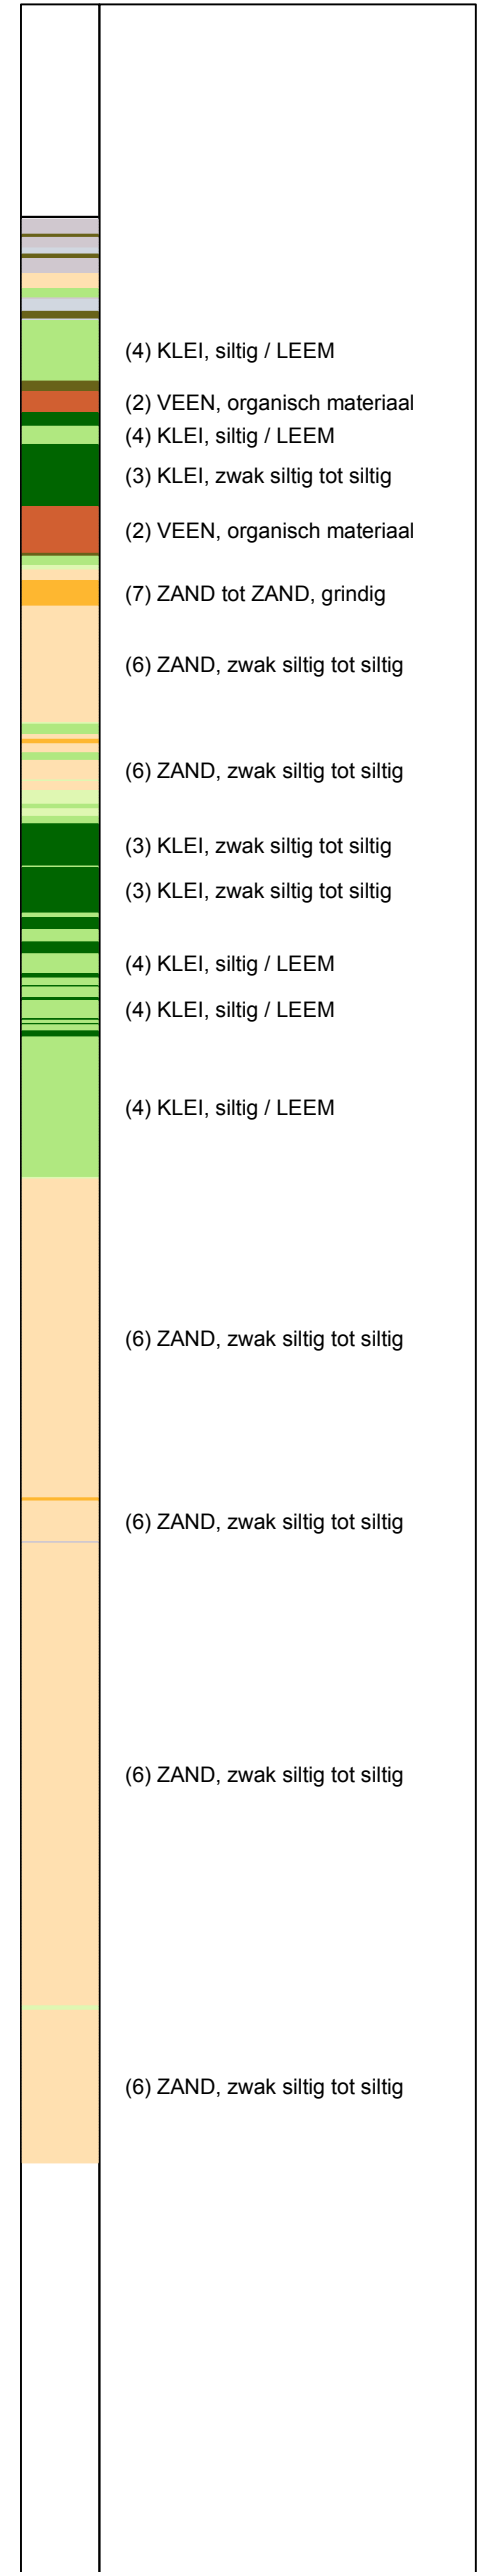 (4) KLEI, siltig / LEEM
(2) VEEN, organisch materiaal
(4) KLEI, siltig / LEEM
(3) KLEI, zwak siltig tot siltig
(2) VEEN, organisch materiaal
(7) ZAND tot ZAND, grindig
(6) ZAND, zwak siltig tot siltig
(6) ZAND, zwak siltig tot siltig
(3) KLEI, zwak siltig tot siltig
(3) KLEI, zwak siltig tot siltig
(4) KLEI, siltig / LEEM
(4) KLEI, siltig / LEEM
(4) KLEI, siltig / LEEM
(6) ZAND, zwak siltig tot siltig
(6) ZAND, zwak siltig tot siltig
(6) ZAND, zwak siltig tot siltig
(6) ZAND, zwak siltig tot siltig